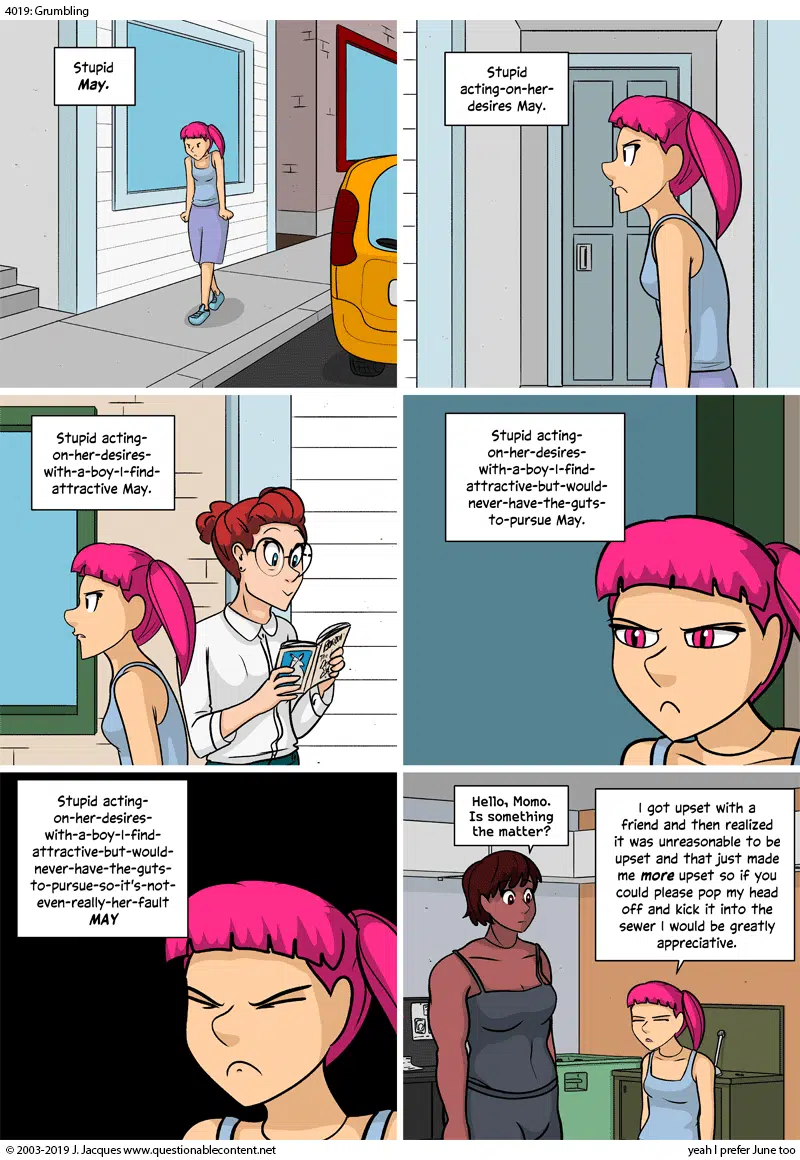 4019: Grumbling
Stupid
May.
Stupid
acting-on-her-
desires May.
Stupid acting-
on-her-desires-
with-a-boy-I-find-
attractive May.
Stupid acting-
on-her-desires-
with-a-boy-I-find-
attractive-but-would-
never-have-the-guts-
to-pursue May.
Stupid acting-
on-her-desires-
with-a-boy-I-find-
attractive-but-would-
never-have-the-guts-
to-pursue-so-it's-not-
even-really-her fault
MAY
Hello, Momo.
Is something
the matter?
I got upset with a
friend and then realized
it was unreasonable to be
upset and that just made
me more upset so if you
could please pop my head
off and kick it into the
sewer I would be greatly
appreciative.
© 2003-2019 J. Jacques www.questionablecontent.net
yeah I prefer June too